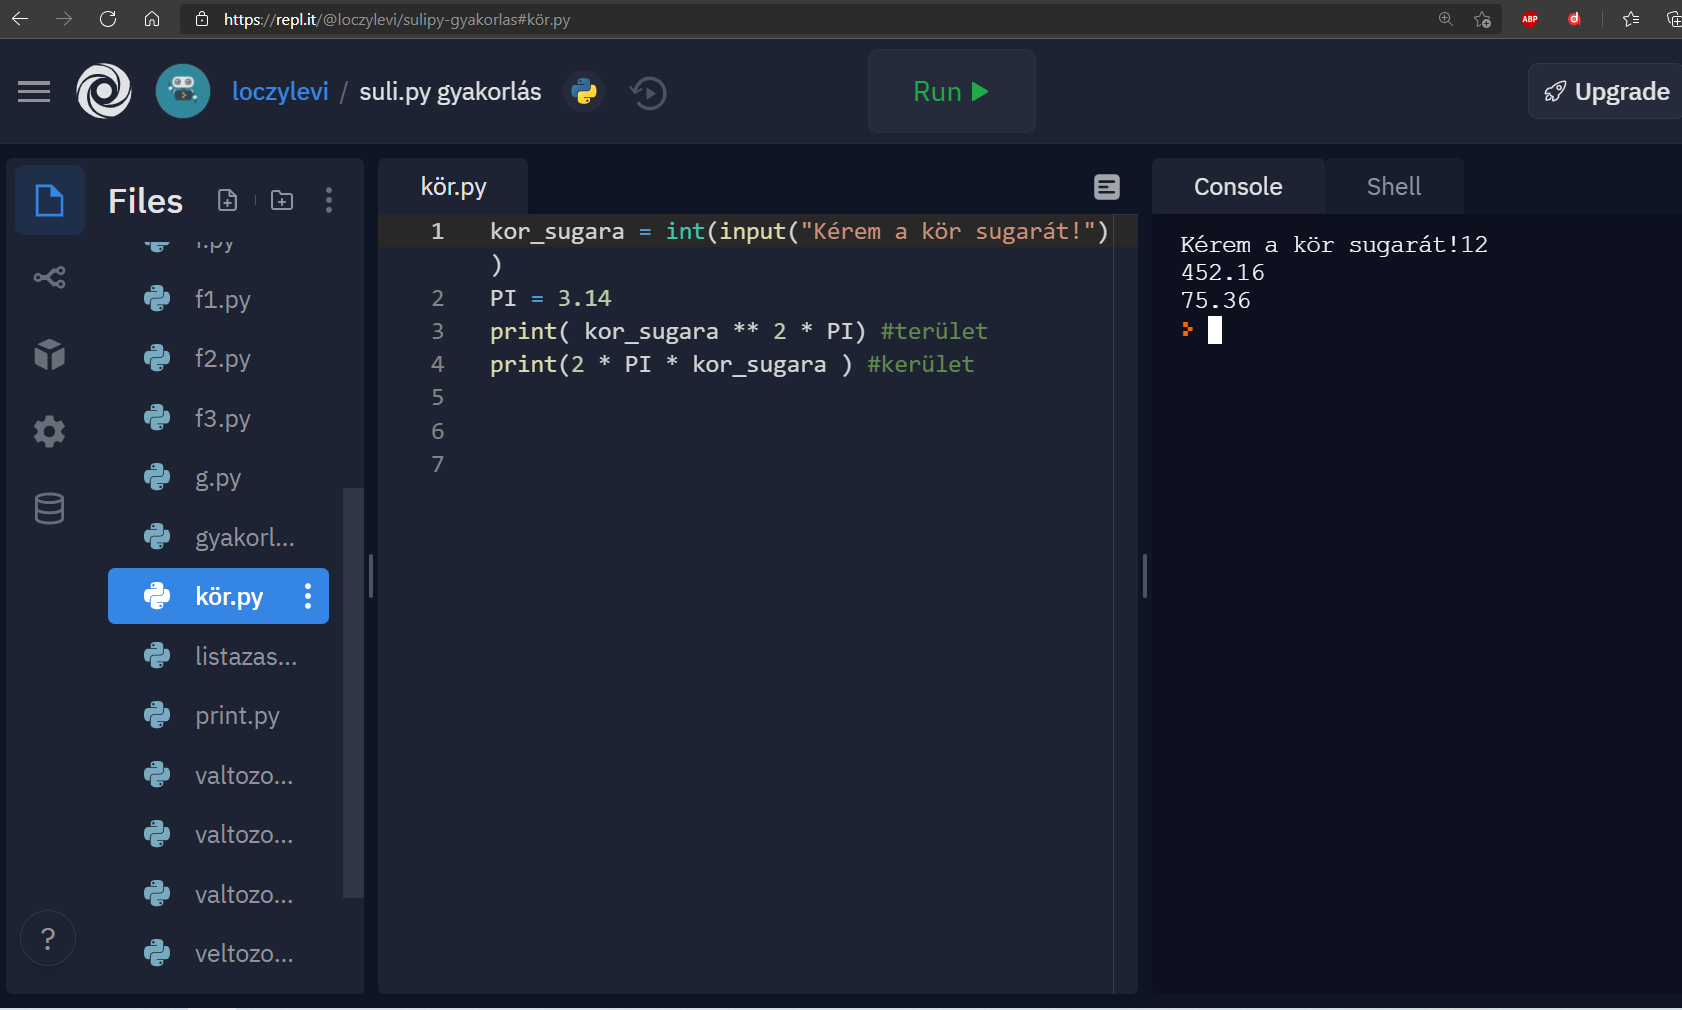 https://repl.it/@loczylevi/sulipy-gyakorlas#kör.py
ABP
loczylevi / suli.py gyakorlás
Run
Upgrade
Files
f1.py
f2.py
f3.py
g.py
gyakorl...
kör.py
listazas...
print.py
valtozo...
valtozo...
valtozo...
veltozo...
?
kör.py
1 kor_sugara = int(input("Kérem a kör sugarát!")
)
2 PI = 3.14
3 print( kor_sugara ** 2 * PI) #terület
4 print(2 * PI * kor_sugara ) #kerület
5
6
7
Console
Shell
Kérem a kör sugarát!12
452.16
75.36